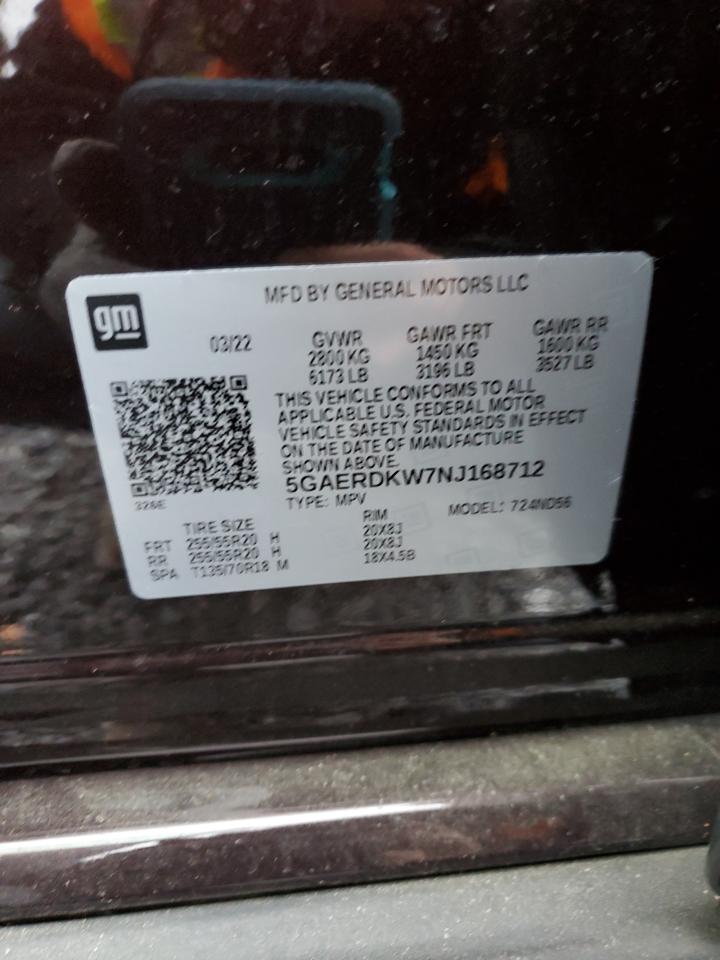 MFD BY GENERAL MOTORS LLC
gm
03/22
GVWR GAWR FRT GAWR RR
2800 KG 1450 KG 1600 KG
6173 LB 3196 LB 3527 LB
THIS VEHICLE CONFORMS TO ALL
APPLICABLE U.S. FEDERAL MOTOR
VEHICLE SAFETY STANDARDS IN EFFECT
ON THE DATE OF MANUFACTURE
SHOWN ABOVE.
5GAERDKW7NJ168712
TYPE: MPV MODEL: 724ND56
326E
TIRE SIZE RIM
FRT 255/55R20 H 20X8J
RR 255/55R20 H 20X8J
SPA T135/70R18 M 18X4.5B